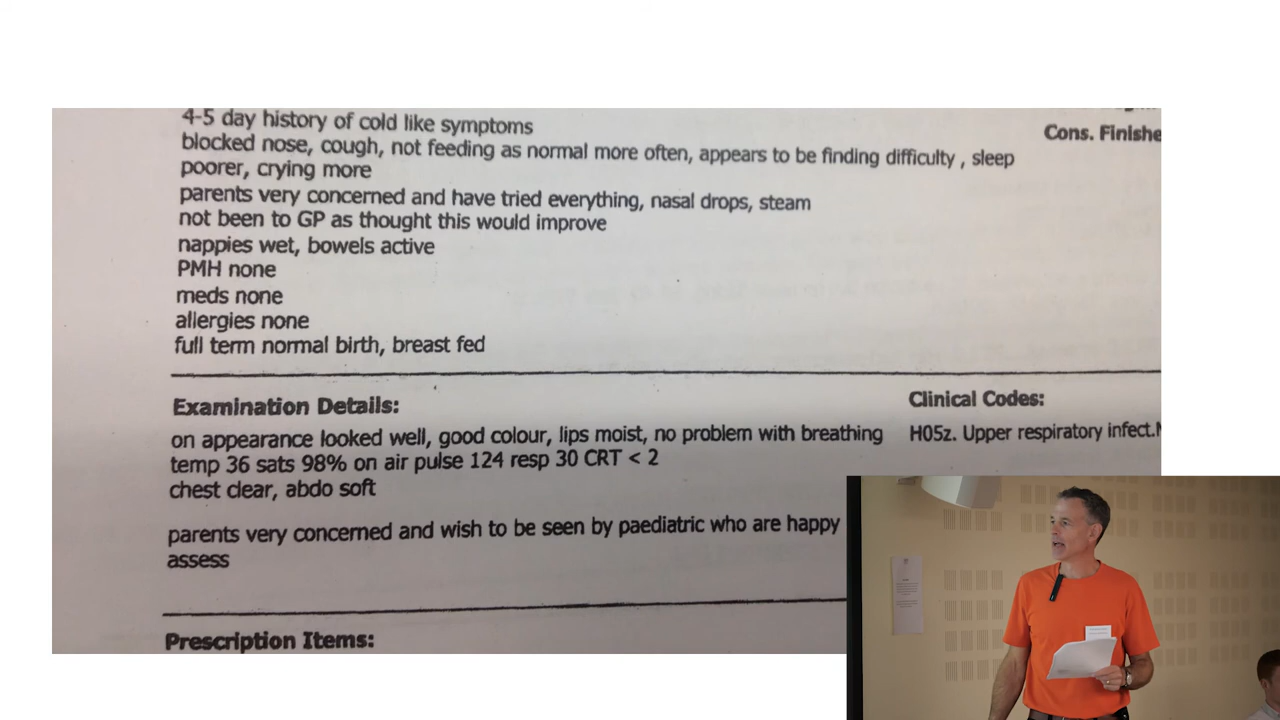 4-5 day history of cold like symptoms
Cons. Finishe
blocked nose, cough, not feeding as normal more often, appears to be finding difficulty , sleep
poorer, crying more
parents very concerned and have tried everything, nasal drops, steam
not been to GP as thought this would improve
nappies wet, bowels active
PMH none
meds none
allergies none
full term normal birth, breast fed
Examination Details:
Clinical Codes:
on appearance looked well, good colour, lips moist, no problem with breathing
H05z. Upper respiratory infect.N
temp 36 sats 98% on air pulse 124 resp 30 CRT < 2
chest clear, abdo soft
parents very concerned and wish to be seen by paediatric who are happy
assess
Prescription Items: